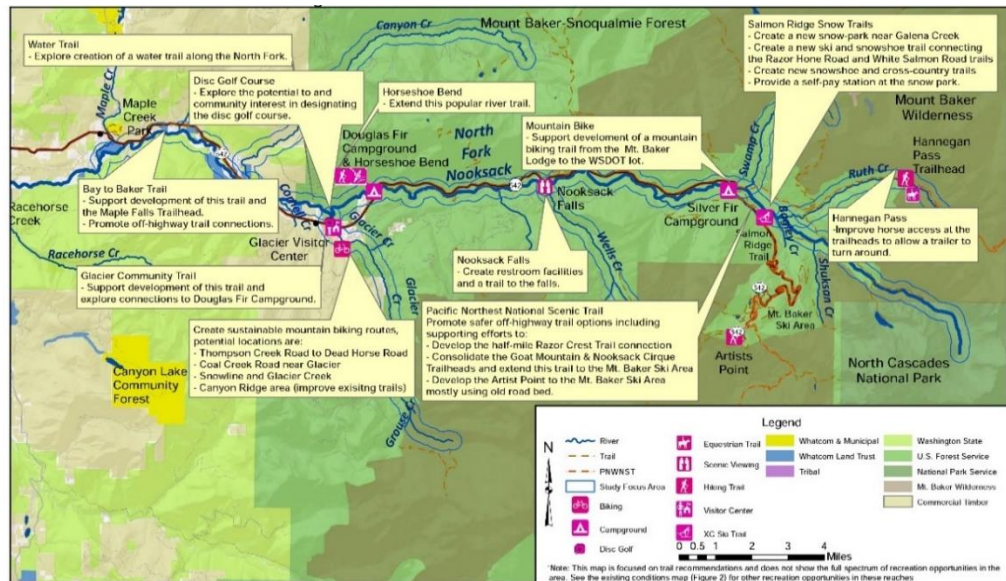 Water Trail
- Explore creation of a water trail along the North Fork.
Disc Golf Course
- Explore the potential to and
community interest in designating
the disc golf course.
Horseshoe Bend
- Extend this popular river trail.
Salmon Ridge Snow Trails
- Create a new snow-park near Galena Creek
- Create a new ski and snowshoe trail connecting
the Razor Hone Road and White Salmon Road trails
- Create new snowshoe and cross-country trails
- Provide a self-pay station at the snow park.
Mountain Bike
- Support develoment of a mountain
biking trail from the Mt. Baker
Lodge to the WSDOT lot.
Bay to Baker Trail
- Support development of this trail and
the Maple Falls Trailhead.
- Promote off-highway trail connections.
Glacier Community Trail
- Support development of this trail and
explore connections to Douglas Fir Campground.
Create sustainable mountain biking routes,
potential locations are:
- Thompson Creek Road to Dead Horse Road
- Coal Creek Road near Glacier
- Snowline and Glacier Creek
- Canyon Ridge area (improve exisitng trails)
Nooksack Falls
- Create restroom facilities
and a trail to the falls.
Pacific Northest National Scenic Trail
Promote safer off-highway trail options including
supporting efforts to:
- Develop the half-mile Razor Crest Trail connection
- Consolidate the Goat Mountain & Nooksack Cirque
Trailheads and extend this trail to the Mt. Baker Ski Area
- Develop the Artist Point to the Mt. Baker Ski Area
mostly using old road bed.
Hannegan Pass
-Improve horse access at the
trailheads to allow a trailer to
turn around.
Mount Baker-Snoqualmie Forest
Canyon Cr
Maple Cr
Maple
Creek
Park
542
Douglas Fir
Campground
& Horseshoe Bend
North
Fork
Nooksack
542
Nooksack
Falls
Swamp Cr
Mount Baker
Wilderness
Hannegan
Pass
Trailhead
Ruth Cr
Silver Fir
Campground
Salmon
Ridge
Trail
Bagley Cr
Shuksan Cr
Wells Cr
Racehorse
Creek
Racehorse Cr
Glacier Visitor
Center
Glacier Cr
Glacier
Cr
Canyon Lake
Community
Forest
Grouse Cr
542
Mt. Baker
Ski Area
542
Artists
Point
North Cascades
National Park
Legend
N
River
Trail
PNWNST
Study Focus Area
Biking
Campground
Disc Golf
Equestrian Trail
Scenic Viewing
Hiking Trail
Visitor Center
XC Ski Trail
Whatcom & Municipal
Whatcom Land Trust
Tribal
Washington State
U.S. Forest Service
National Park Service
Mt. Baker Wilderness
Commercial Timber
0 0.5 1 2 3 4
Miles
*Note: This map is focused on trail recommendations and does not show the full spectrum of recreation opportunities in the
area. See the existing conditions map (Figure 2) for other recreation opportunities in these reaches